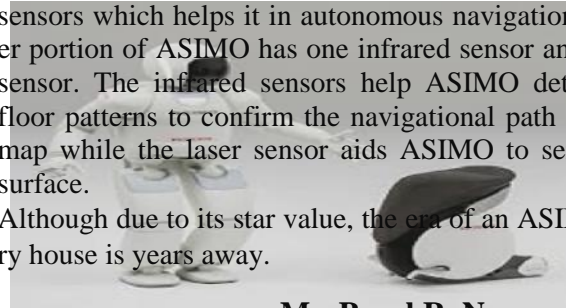 sensors which helps it in autonomous navigation
er portion of ASIMO has one infrared sensor an
sensor. The infrared sensors help ASIMO det
floor patterns to confirm the navigational path
map while the laser sensor aids ASIMO to se
surface.
Although due to its star value, the era of an ASI
ry house is years away.